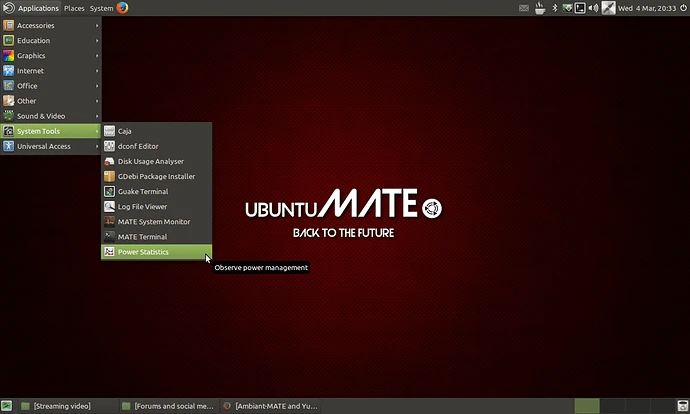 Applications Places System
Wed 4 Mar, 20:33
Accessories
Education
Graphics
Internet
Office
Other
Sound & Video
System Tools
Universal Access
Caja
dconf Editor
Disk Usage Analyser
GDebi Package Installer
Guake Terminal
Log File Viewer
MATE System Monitor
MATE Terminal
Power Statistics
Observe power management
UBUNTU MATE
BACK TO THE FUTURE
[Streaming video]
[Forums and social me...
[Ambiant-MATE and Yu...